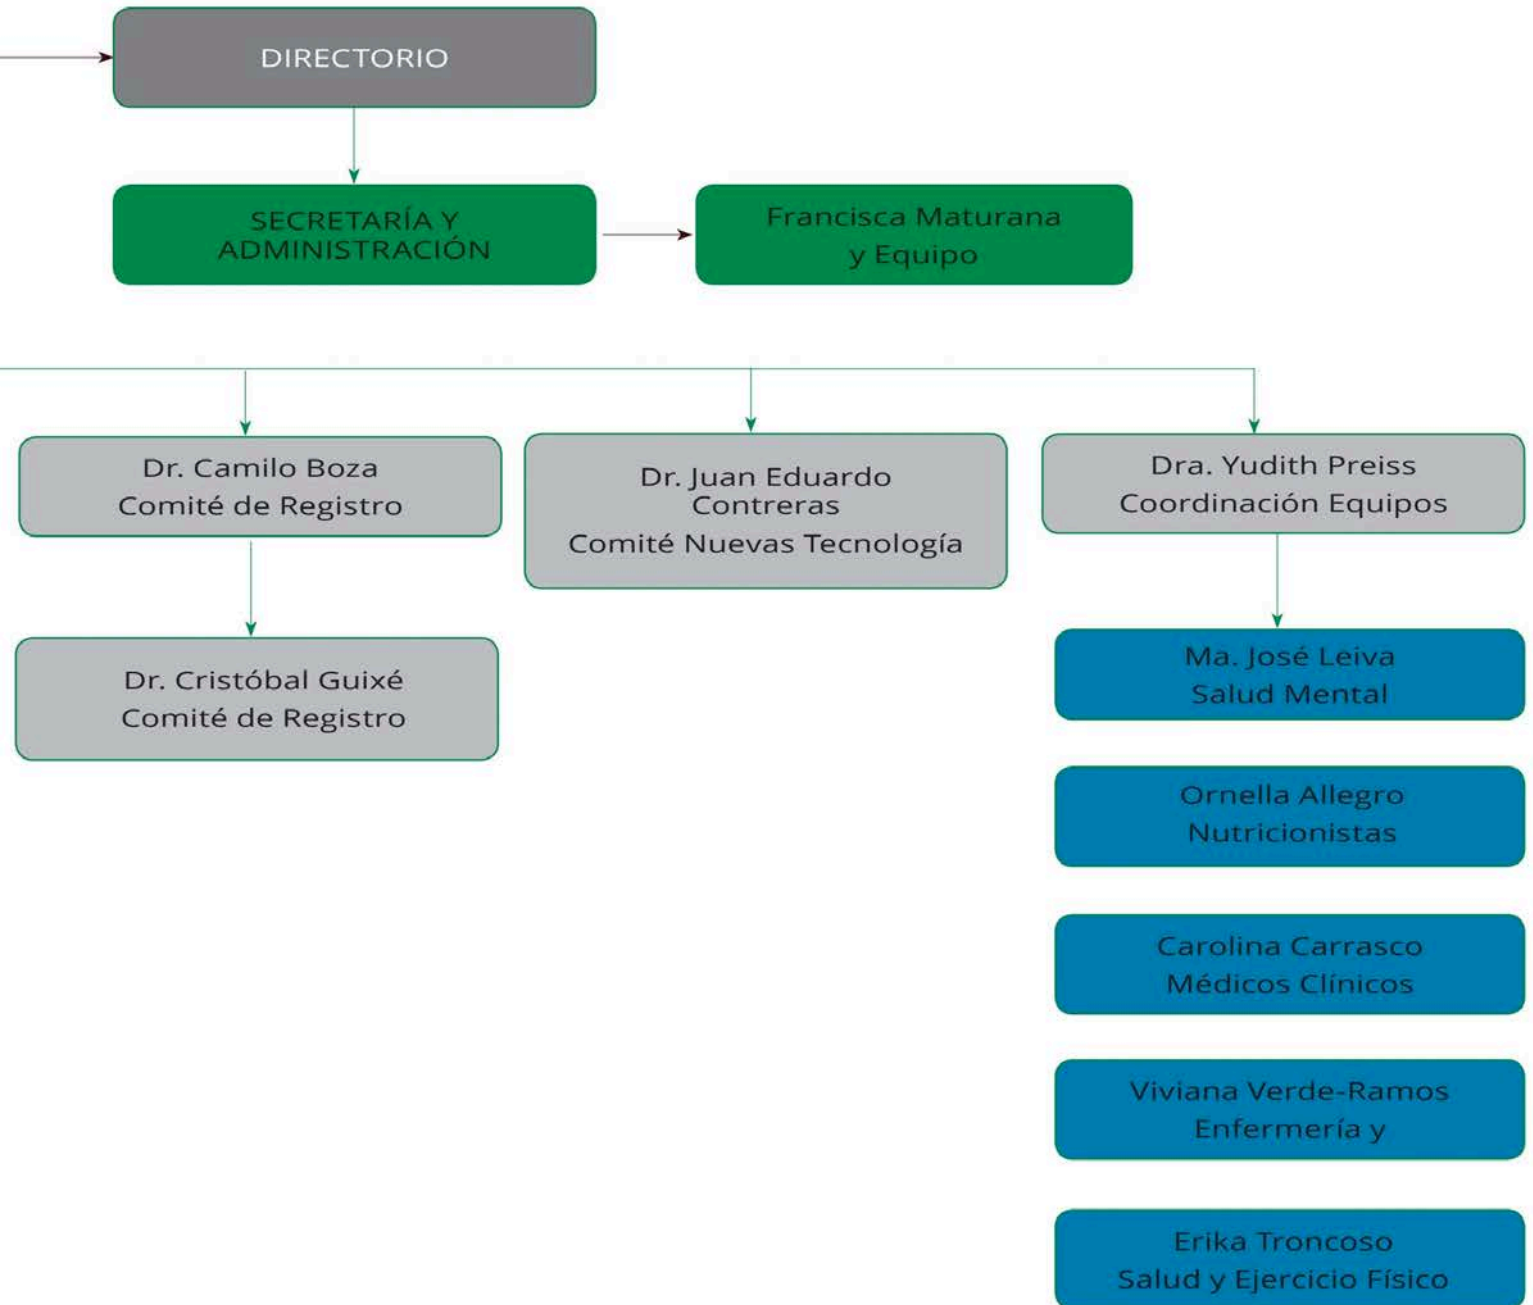 DIRECTORIO
SECRETARÍA Y
ADMINISTRACIÓN
Francisca Maturana
y Equipo
Dr. Camilo Boza
Comité de Registro
Dr. Juan Eduardo
Contreras
Comité Nuevas Tecnología
Dra. Yudith Preiss
Coordinación Equipos
Dr. Cristóbal Guixé
Comité de Registro
Ma. José Leiva
Salud Mental
Ornella Allegro
Nutricionistas
Carolina Carrasco
Médicos Clínicos
Viviana Verde-Ramos
Enfermería y
Erika Troncoso
Salud y Ejercicio Físico